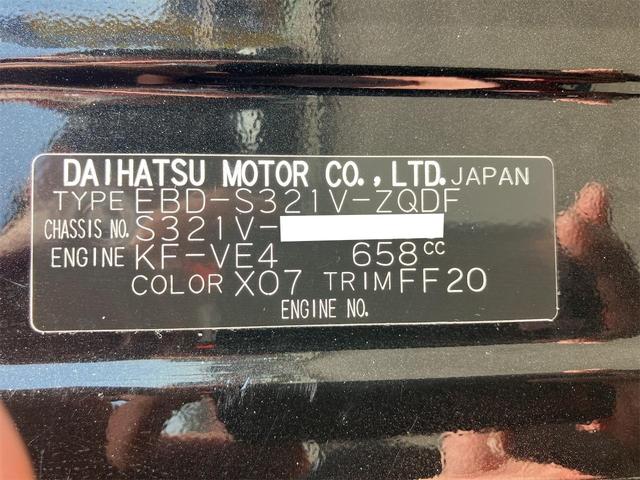 DAIHATSU MOTOR CO.,LTD. JAPAN
TYPE EBD-S321V-ZQDF
CHASSIS NO. S321V-
ENGINE KF-VE4 658CC
COLOR X07 TRIM FF20
ENGINE NO.